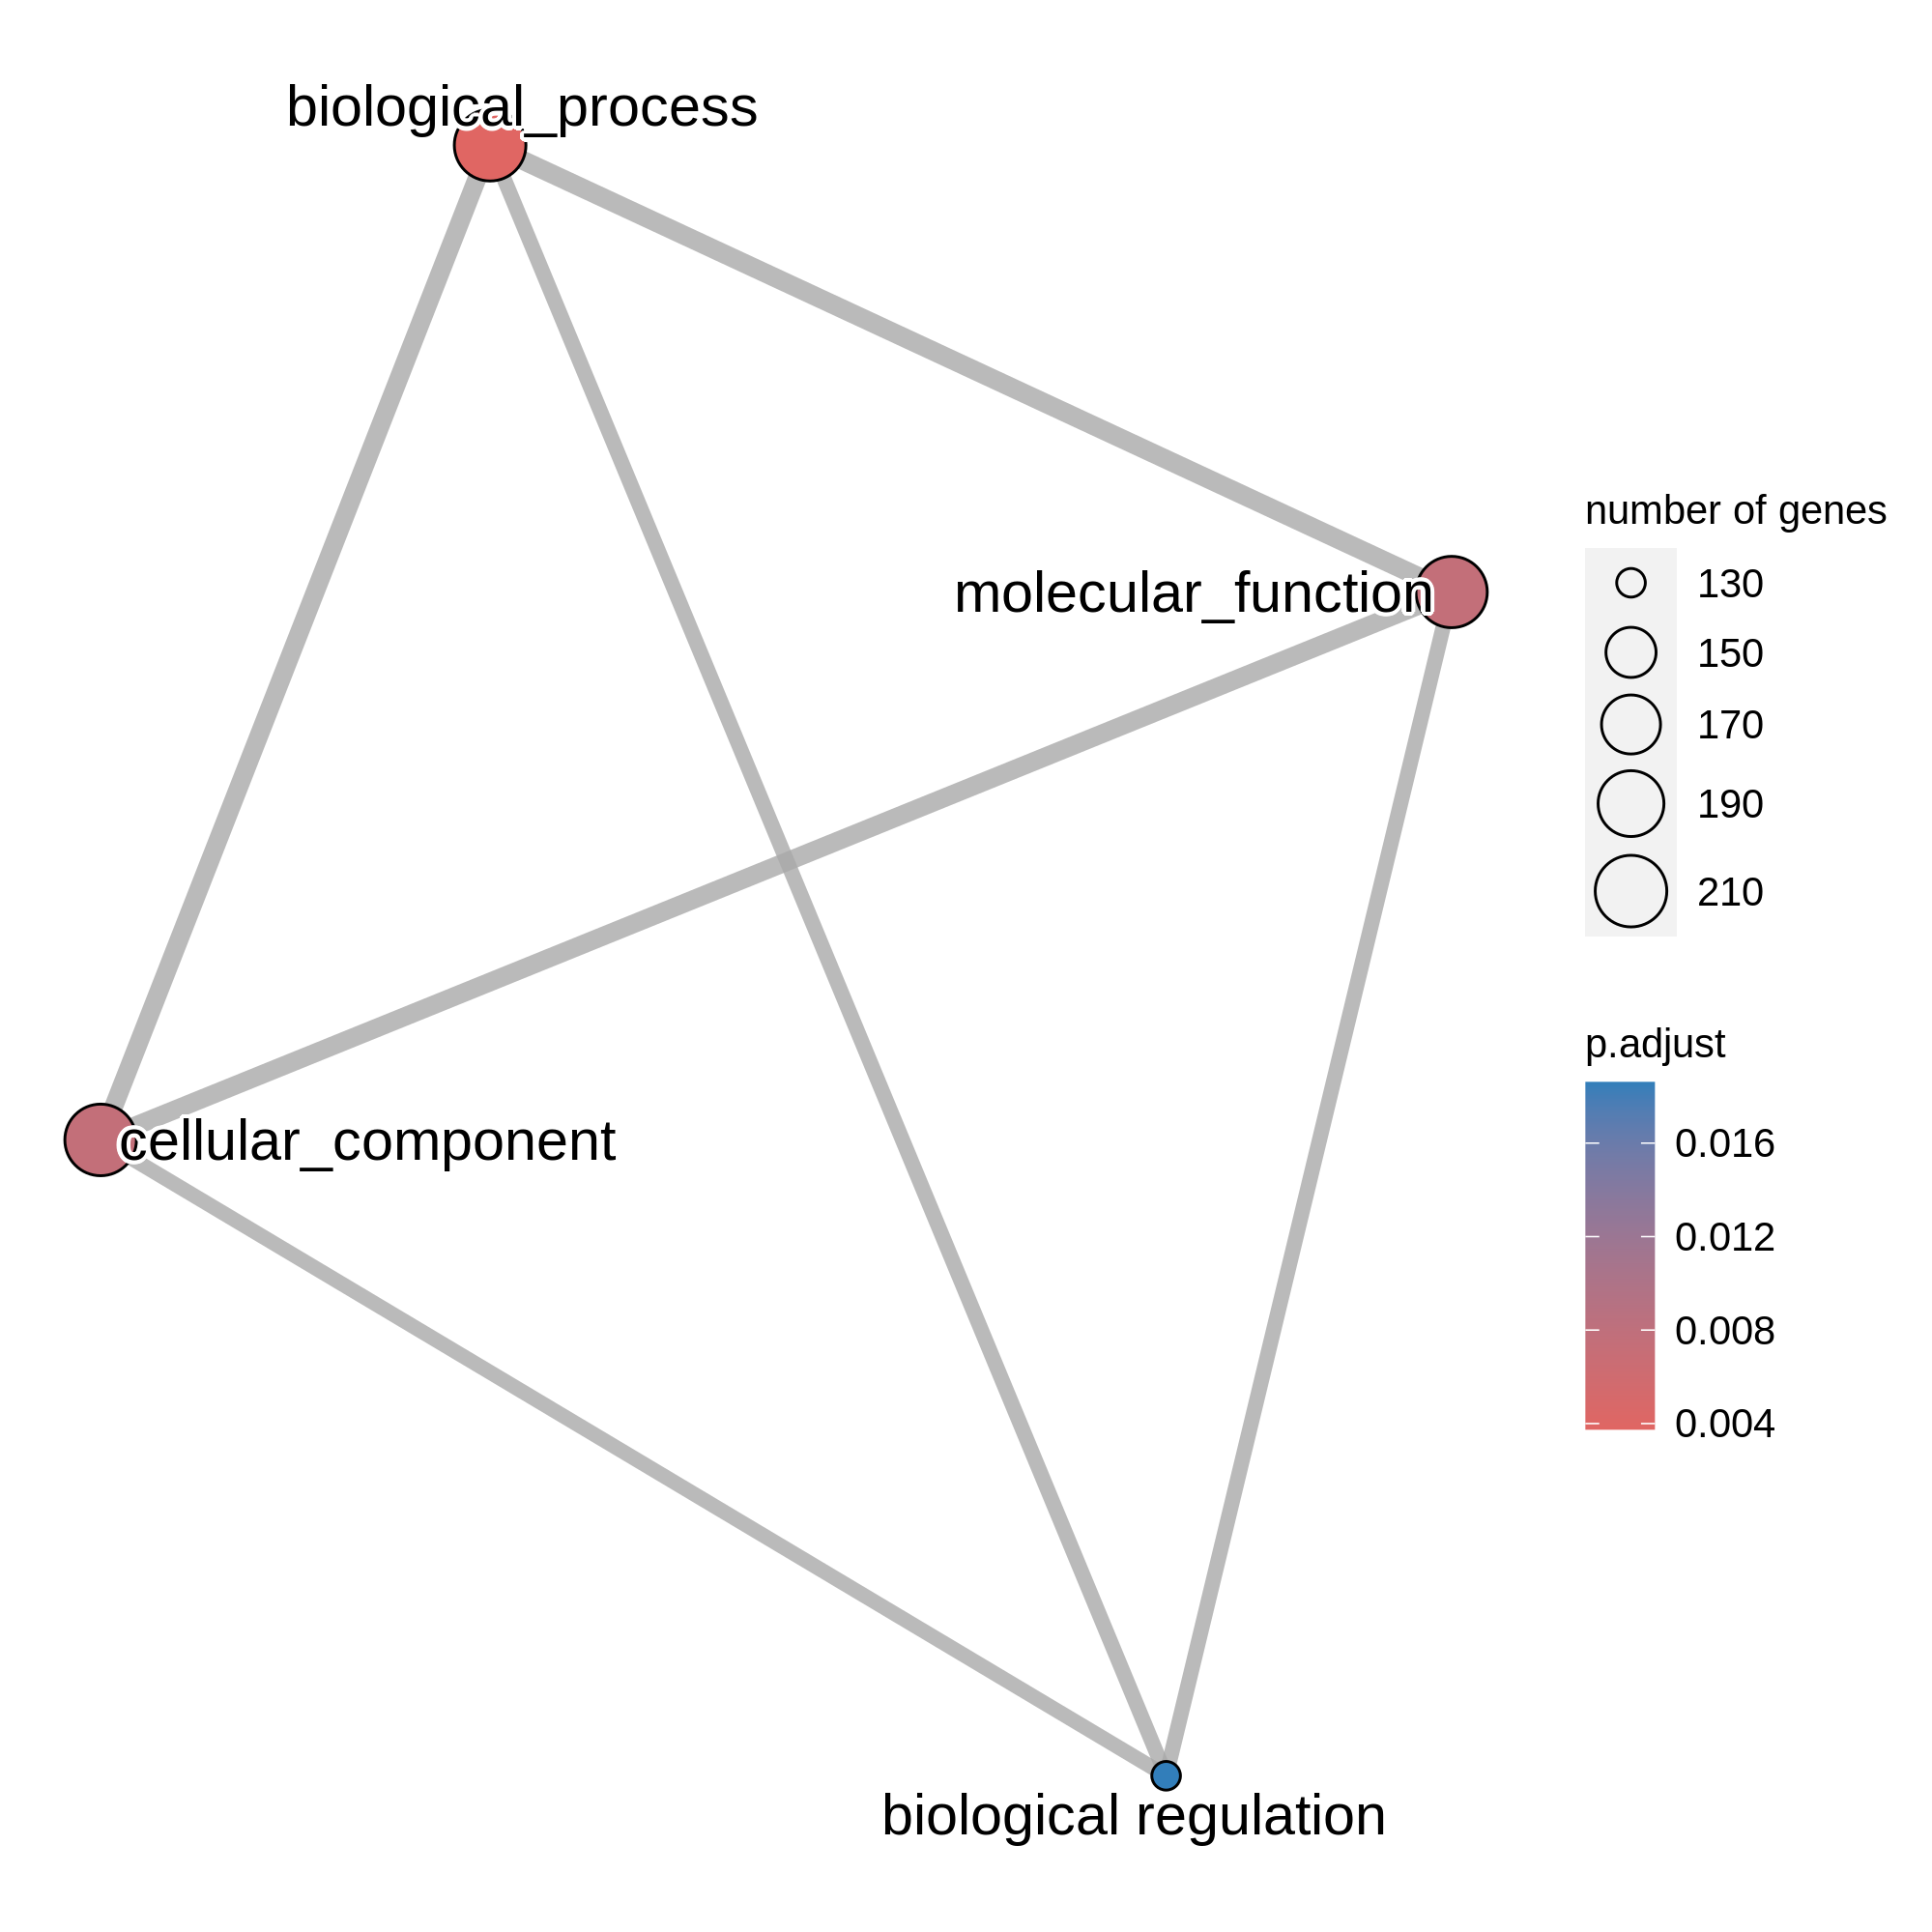 biological_process
molecular_function
cellular_component
biological regulation
number of genes
130
150
170
190
210
p.adjust
0.016
0.012
0.008
0.004